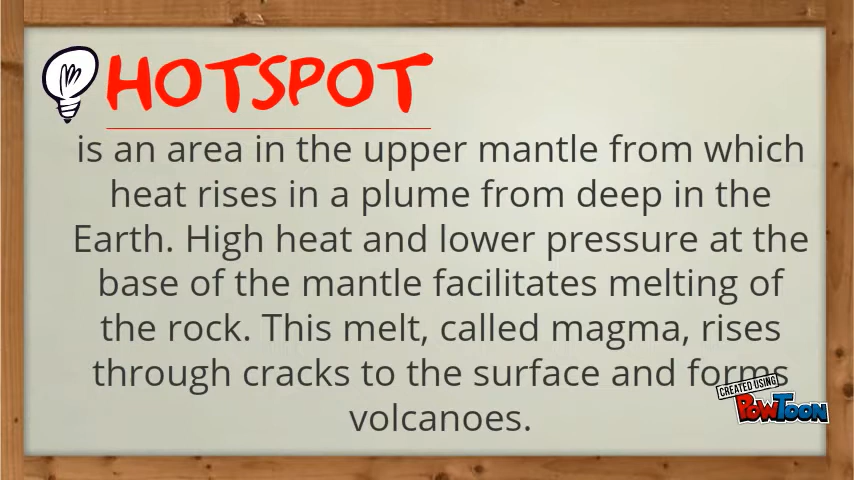 HOTSPOT
is an area in the upper mantle from which
heat rises in a plume from deep in the
Earth. High heat and lower pressure at the
base of the mantle facilitates melting of
the rock. This melt, called magma, rises
through cracks to the surface and forms
volcanoes.
CREATED USING
POWTOON